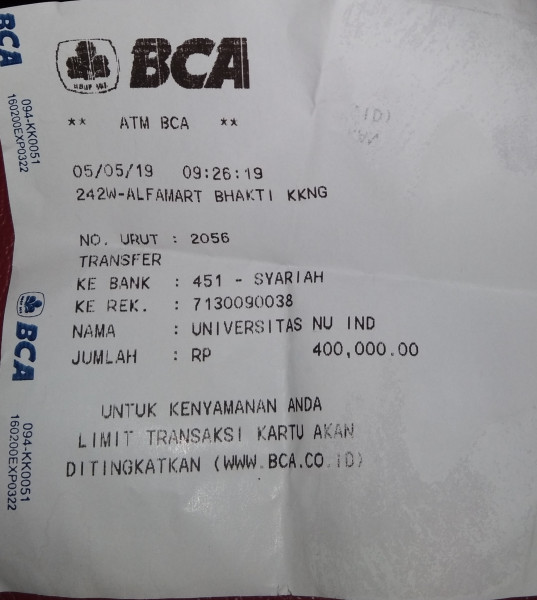 BCA
094-KK0051
160200EXP0322
BCA
** ATM BCA **
05/05/19 09:26:19
242W-ALFAMART BHAKTI KKNG
NO. URUT : 2056
TRANSFER
KE BANK : 451 - SYARIAH
KE REK. : 7130090038
NAMA : UNIVERSITAS NU IND
JUMLAH : RP 400,000.00
UNTUK KENYAMANAN ANDA
LIMIT TRANSAKSI KARTU AKAN
DITINGKATKAN (WWW.BCA.CO.ID)
BCA
094-KK0051
160200EXP0322